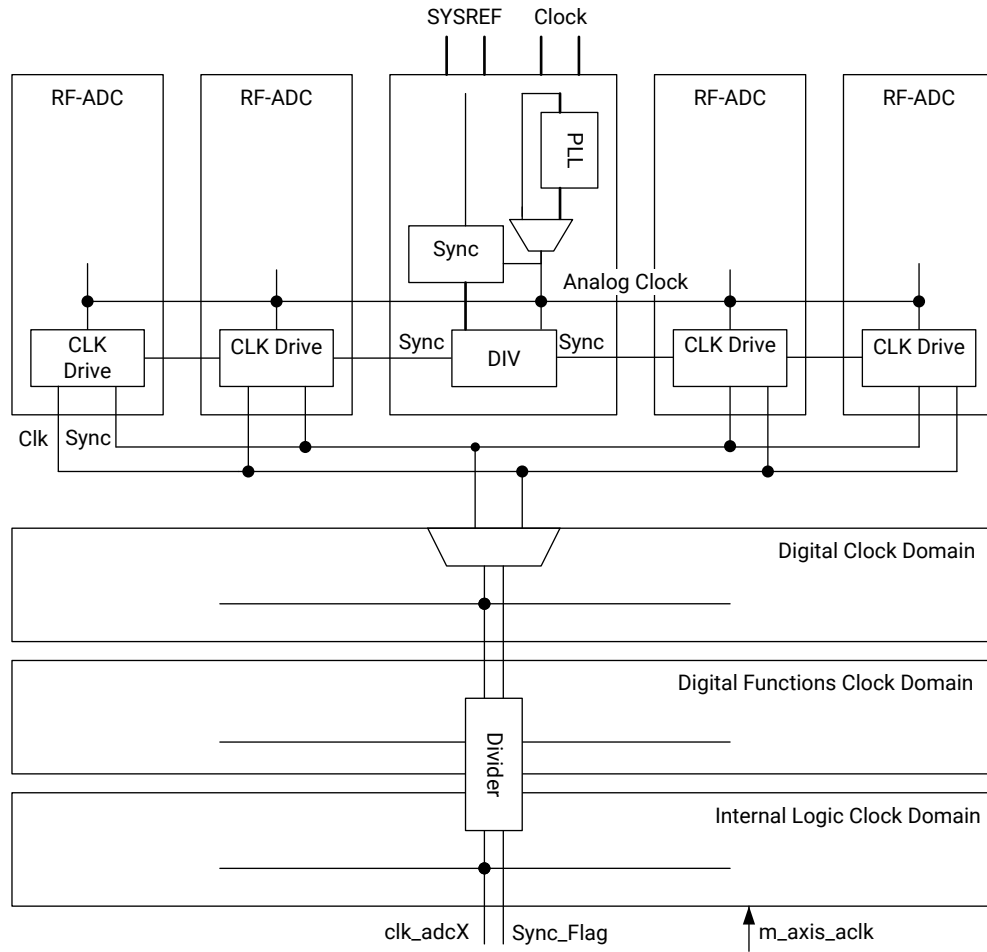 SYSREF Clock
RF-ADC RF-ADC RF-ADC RF-ADC
PLL
Sync
Analog Clock
CLK
Drive
CLK Drive
Sync
DIV
Sync
CLK Drive
CLK Drive
Clk Sync
Digital Clock Domain
Digital Functions Clock Domain
Divider
Internal Logic Clock Domain
clk_adcX Sync_Flag m_axis_aclk